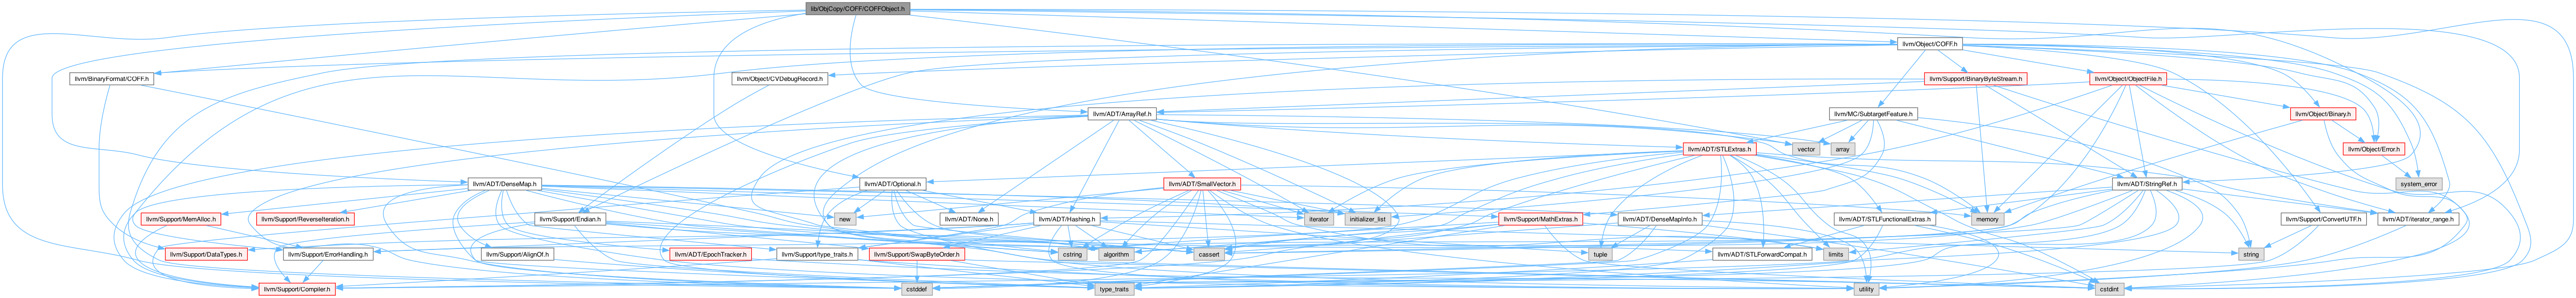 lib/ObjCopy/COFF/COFFObject.h
llvm/Object/COFF.h
llvm/BinaryFormat/COFF.h
llvm/Object/CVDebugRecord.h
llvm/Support/BinaryByteStream.h
llvm/Object/ObjectFile.h
llvm/ADT/ArrayRef.h
llvm/MC/SubtargetFeature.h
llvm/Object/Binary.h
llvm/ADT/STLExtras.h
vector
array
llvm/Object/Error.h
llvm/ADT/DenseMap.h
llvm/ADT/Optional.h
llvm/ADT/SmallVector.h
system_error
llvm/ADT/StringRef.h
llvm/Support/MemAlloc.h
llvm/Support/ReverseIteration.h
llvm/Support/Endian.h
new
llvm/ADT/None.h
llvm/ADT/Hashing.h
iterator
initializer_list
llvm/Support/MathExtras.h
llvm/ADT/DenseMapInfo.h
memory
llvm/ADT/STLFunctionalExtras.h
llvm/Support/ConvertUTF.h
llvm/ADT/iterator_range.h
llvm/Support/DataTypes.h
llvm/Support/ErrorHandling.h
llvm/Support/AlignOf.h
llvm/ADT/EpochTracker.h
llvm/Support/type_traits.h
llvm/Support/SwapByteOrder.h
cstring
algorithm
cassert
tuple
llvm/ADT/STLForwardCompat.h
limits
string
llvm/Support/Compiler.h
cstddef
type_traits
utility
cstdint